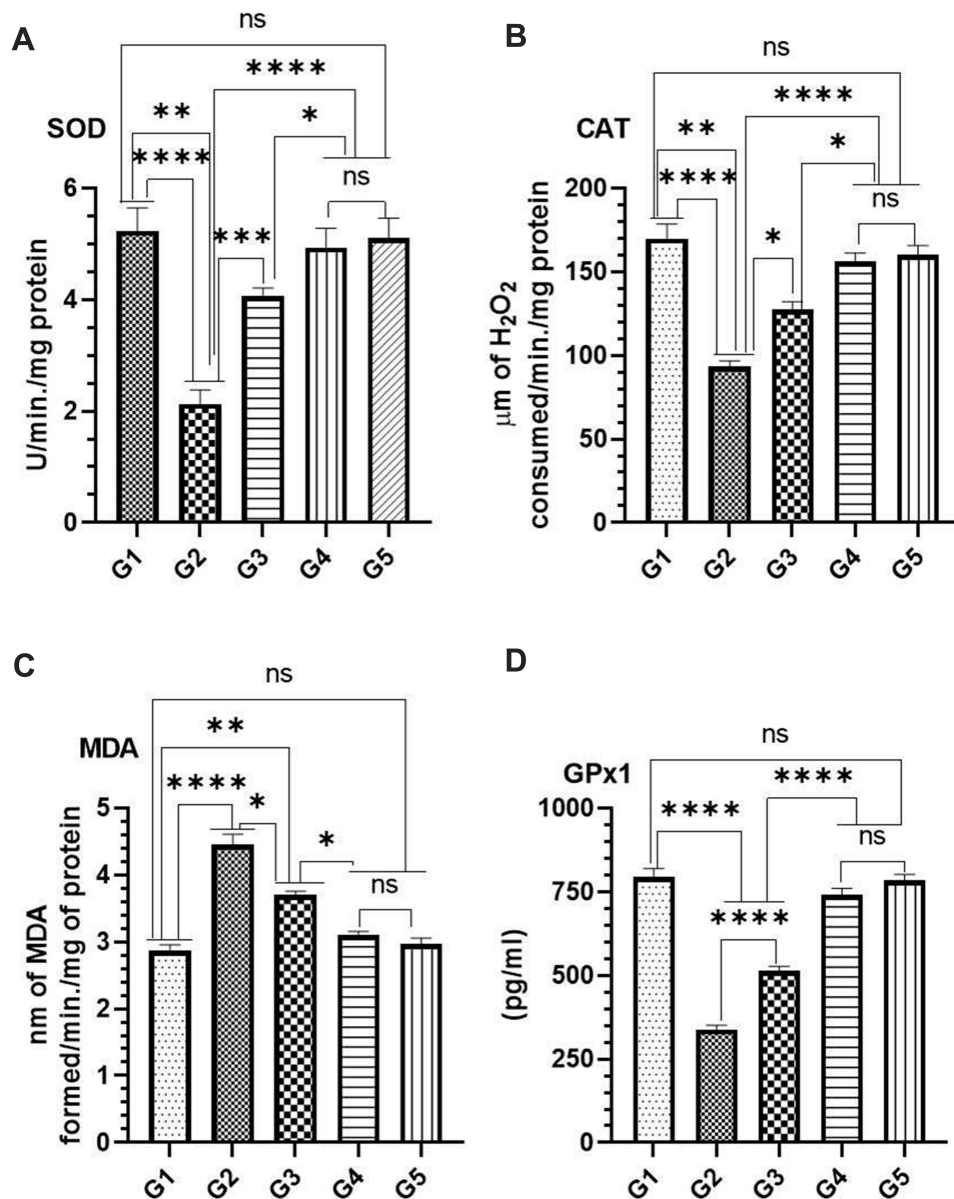 A
ns
****
**
*
SOD
****
ns
***
U/min./mg protein
6
4
2
0
G1 G2 G3 G4 G5
B
ns
****
CAT
**
*
****
ns
*
μm of H₂O₂
consumed/min./mg protein
200
150
100
50
0
G1 G2 G3 G4 G5
C
ns
MDA
**
****
*
*
ns
nm of MDA
formed/min./mg of protein
5
4
3
2
1
0
G1 G2 G3 G4 G5
D
ns
GPx1
****
****
ns
****
(pg/ml)
1000
750
500
250
0
G1 G2 G3 G4 G5